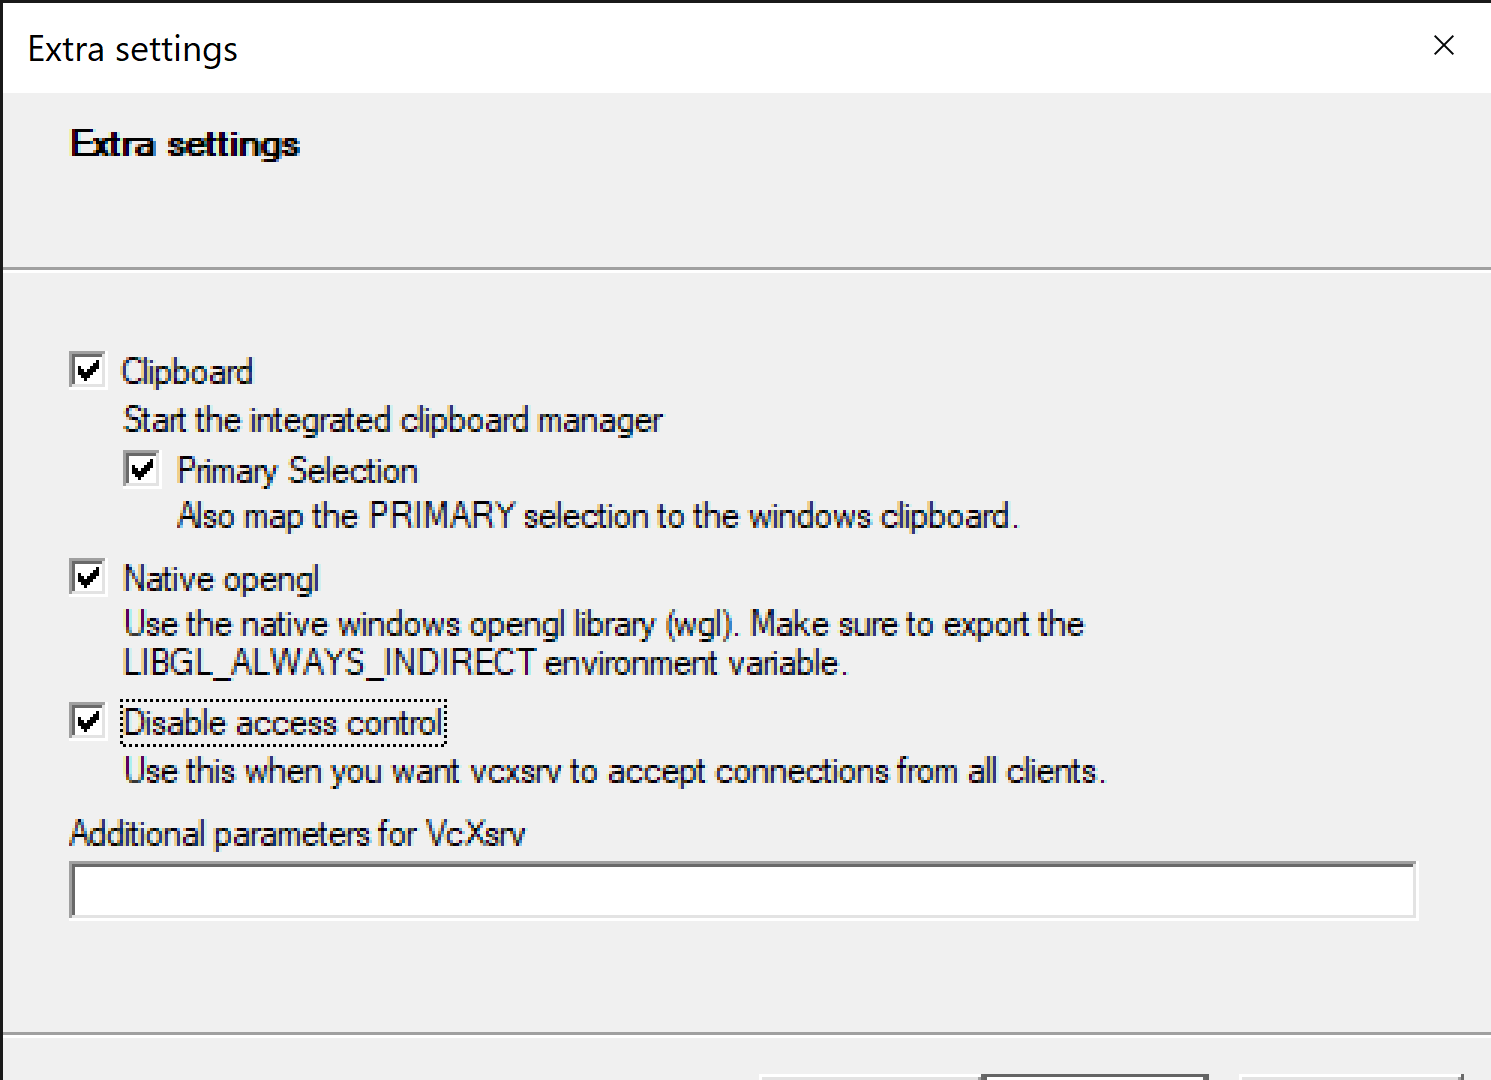 Extra settings
Extra settings
Clipboard
Start the integrated clipboard manager
Primary Selection
Also map the PRIMARY selection to the windows clipboard.
Native opengl
Use the native windows opengl library (wgl). Make sure to export the
LIBGL_ALWAYS_INDIRECT environment variable.
Disable access control
Use this when you want vcxsrv to accept connections from all clients.
Additional parameters for VcXsrv